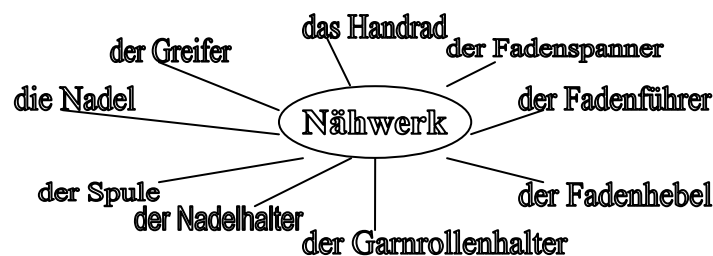 das Handrad
der Greifer
der Fadenspanner
die Nadel
der Fadenführer
Nähwerk
der Spule
der Fadenhebel
der Nadelhalter
der Garnrollenhalter